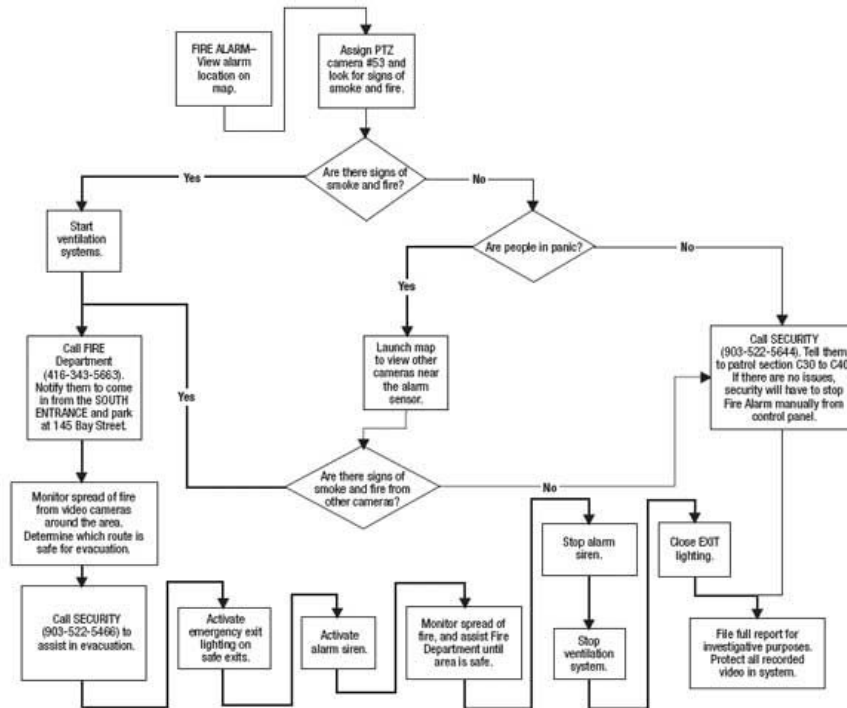 FIRE ALARM–
View alarm
location on
map.
Assign PTZ
camera #53 and
look for signs of
smoke and fire.
Are there signs of
smoke and fire?
Yes
No
Start
ventilation
systems.
Are people in panic?
Yes
No
Call FIRE
Department
(416-343-5663).
Notify them to come
in from the SOUTH
ENTRANCE and park
at 145 Bay Street.
Yes
Launch map
to view other
cameras near
the alarm
sensor.
Call SECURITY
(903-522-5644). Tell them
to patrol section C30 to C40.
If there are no issues,
security will have to stop
Fire Alarm manually from
control panel.
Are there signs of
smoke and fire from
other cameras?
No
Monitor spread of fire
from video cameras
around the area.
Determine which route is
safe for evacuation.
Call SECURITY
(903-522-5466) to
assist in evacuation.
Activate
emergency exit
lighting on
safe exits.
Activate
alarm siren.
Monitor spread of
fire, and assist Fire
Department until
area is safe.
Stop alarm
siren.
Stop
ventilation
system.
Close EXIT
lighting.
File full report for
investigative purposes.
Protect all recorded
video in system.